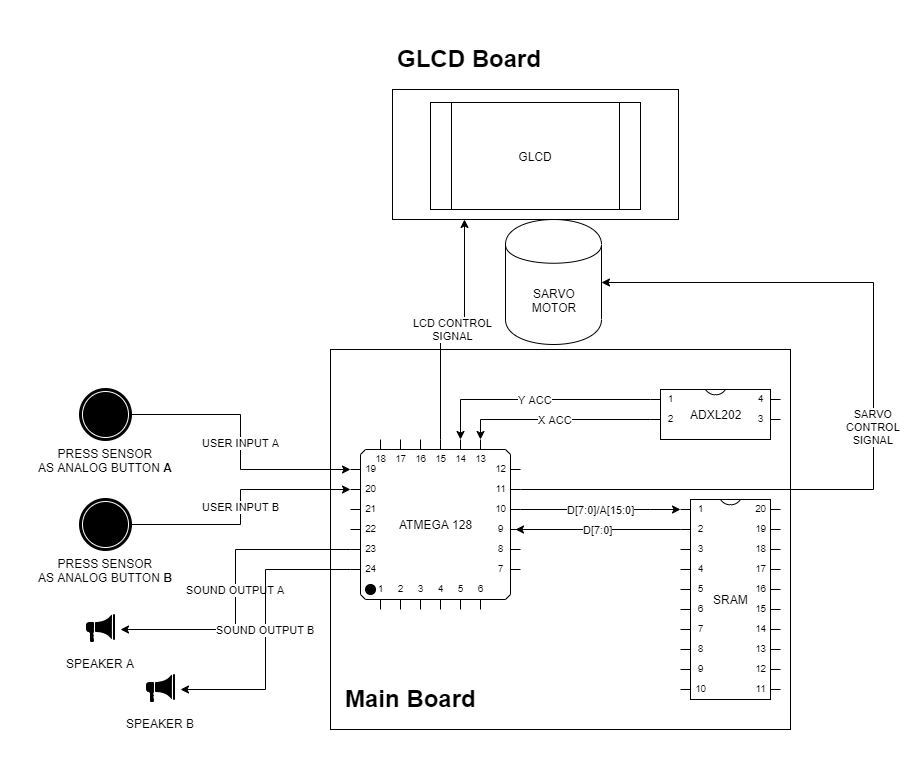 GLCD Board
GLCD
SARVO
MOTOR
LCD CONTROL
SIGNAL
Y ACC
X ACC
1
2
ADXL202
4
3
SARVO
CONTROL
SIGNAL
PRESS SENSOR
AS ANALOG BUTTON A
USER INPUT A
USER INPUT B
PRESS SENSOR
AS ANALOG BUTTON B
18 17 16 15 14 13
19 12
20 11
21 10
22 ATMEGA 128 9
23 8
24 7
1 2 3 4 5 6
D[7:0]/A[15:0]
D[7:0]
1 20
2 19
3 18
4 17
5 16
SRAM
6 15
7 14
8 13
9 12
10 11
SOUND OUTPUT A
SOUND OUTPUT B
SPEAKER A
SPEAKER B
Main Board